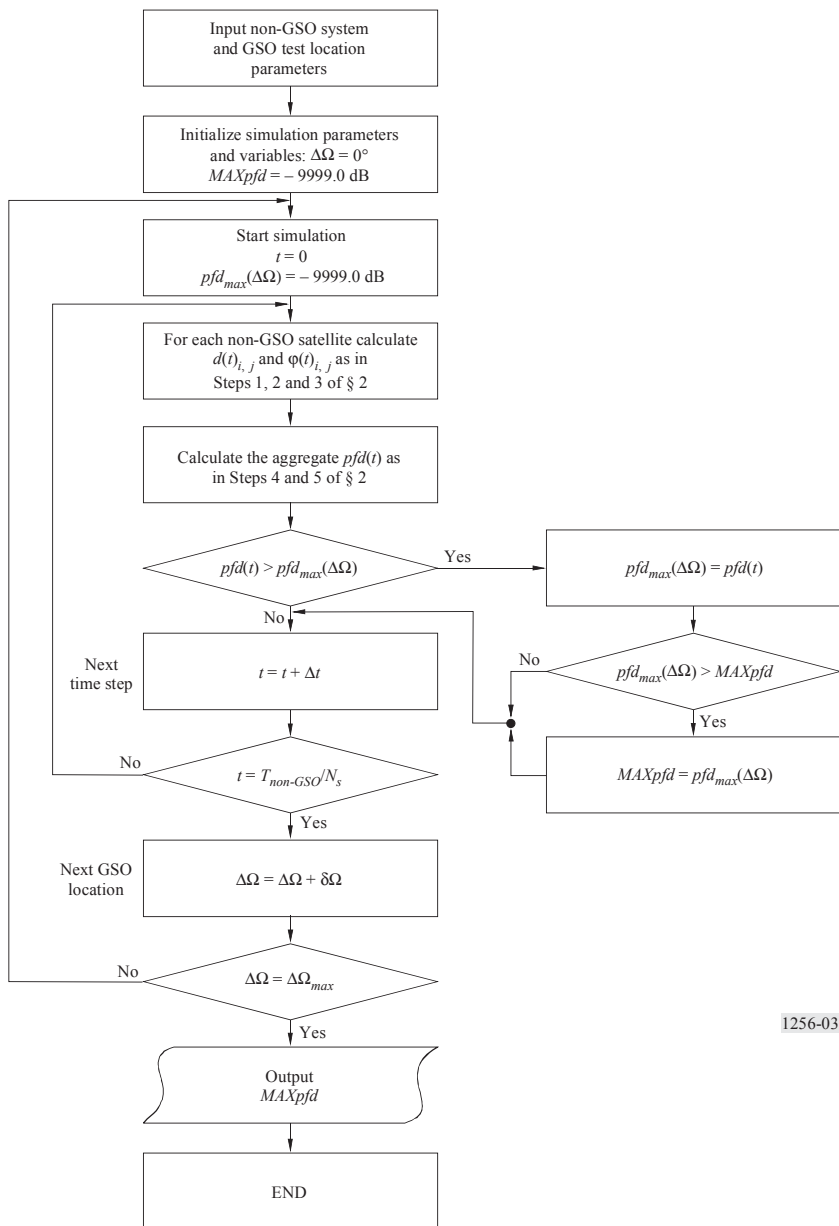 Input non-GSO system
and GSO test location
parameters
Initialize simulation parameters
and variables: ΔΩ = 0°
MAXpfd = – 9999.0 dB
Start simulation
t = 0
pfd_max(ΔΩ) = – 9999.0 dB
For each non-GSO satellite calculate
d(t)_i, j and φ(t)_i, j as in
Steps 1, 2 and 3 of § 2
Calculate the aggregate pfd(t) as
in Steps 4 and 5 of § 2
pfd(t) > pfd_max(ΔΩ)
Yes
pfd_max(ΔΩ) = pfd(t)
No
Next
time step
t = t + Δt
No
pfd_max(ΔΩ) > MAXpfd
Yes
MAXpfd = pfd_max(ΔΩ)
No
t = T_non-GSO/N_s
Yes
Next GSO
location
ΔΩ = ΔΩ + δΩ
No
ΔΩ = ΔΩ_max
Yes
1256-03
Output
MAXpfd
END